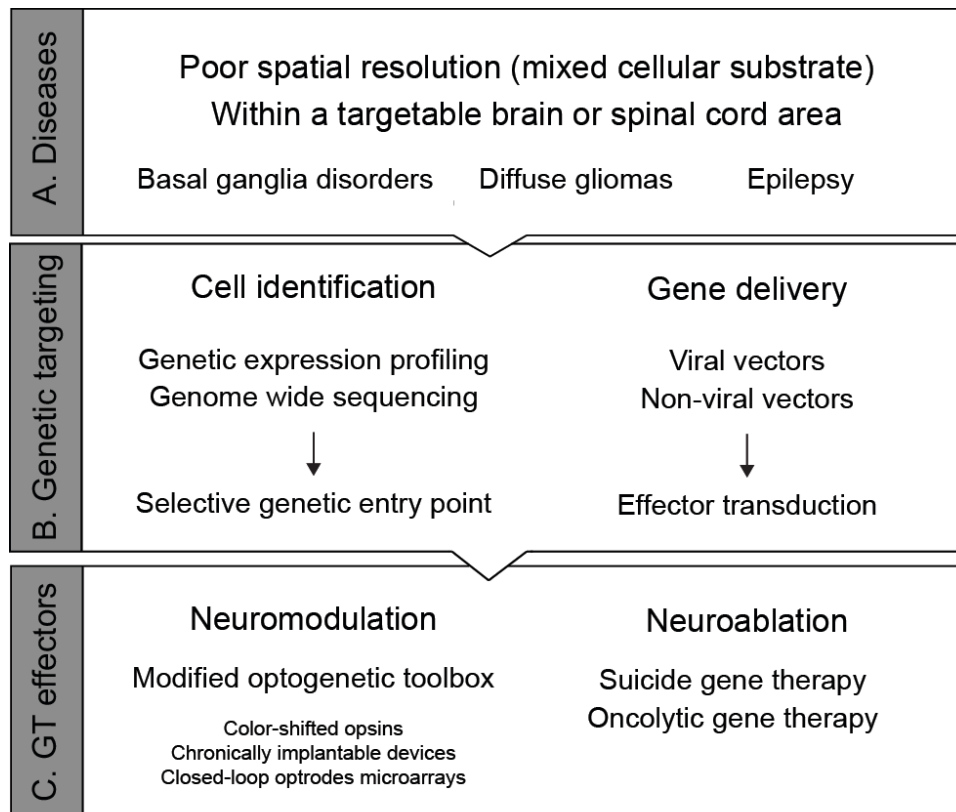 A. Diseases
Poor spatial resolution (mixed cellular substrate)
Within a targetable brain or spinal cord area
Basal ganglia disorders
Diffuse gliomas
Epilepsy
B. Genetic targeting
Cell identification
Genetic expression profiling
Genome wide sequencing
Selective genetic entry point
Gene delivery
Viral vectors
Non-viral vectors
Effector transduction
C. GT effectors
Neuromodulation
Modified optogenetic toolbox
Color-shifted opsins
Chronically implantable devices
Closed-loop optrodes microarrays
Neuroablation
Suicide gene therapy
Oncolytic gene therapy